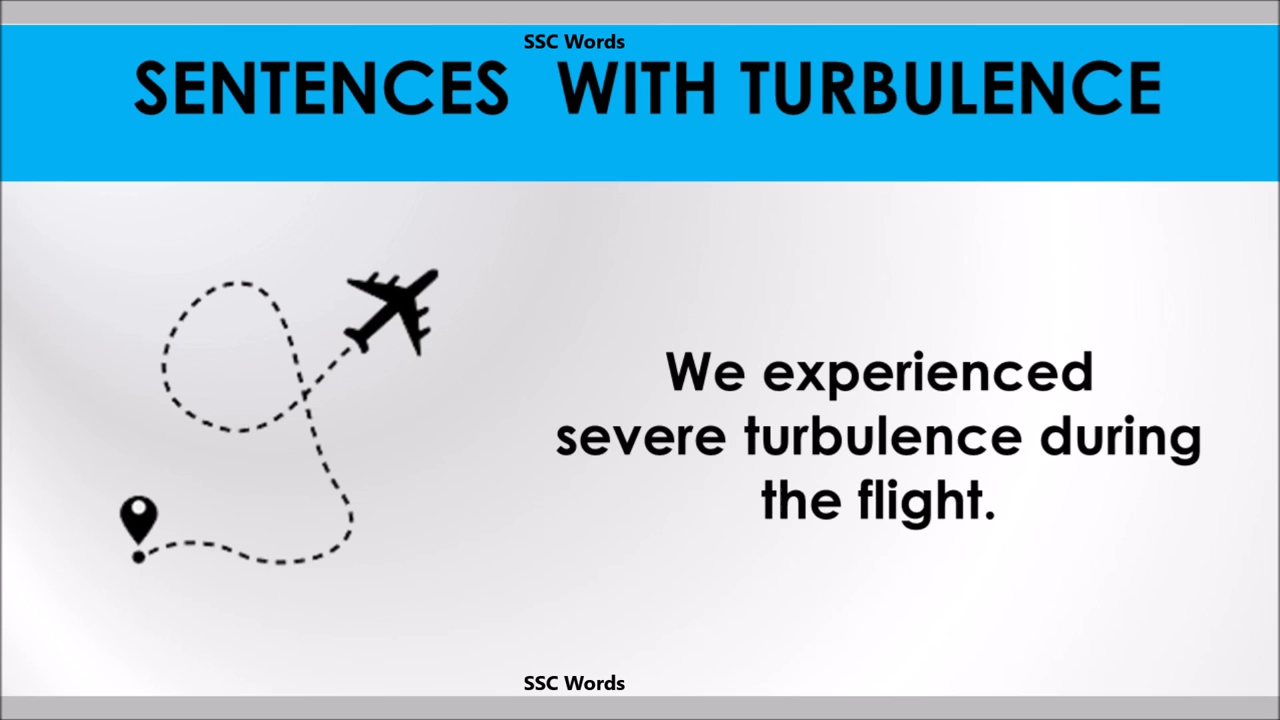 SSC Words
SENTENCES WITH TURBULENCE
We experienced
severe turbulence during
the flight.
SSC Words